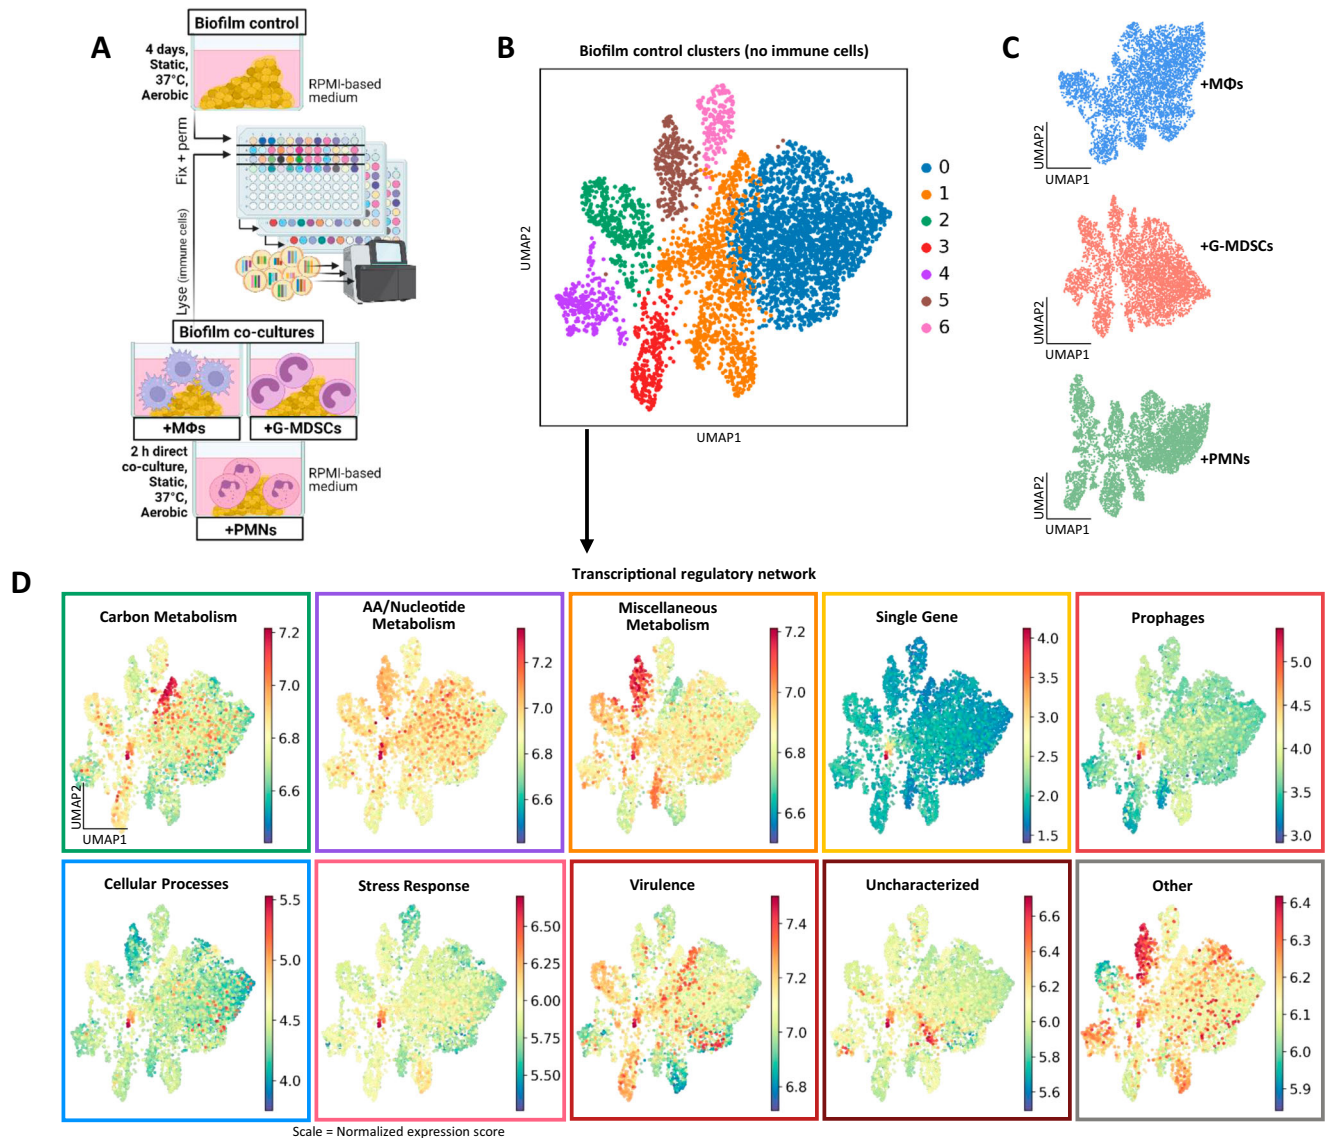 A
Biofilm control
4 days,
Static,
37°C,
Aerobic
RPMI-based
medium
Fix + perm
Lyse (immune cells)
Biofilm co-cultures
+MΦs
+G-MDSCs
2 h direct
co-culture,
Static,
37°C,
Aerobic
RPMI-based
medium
+PMNs
B
Biofilm control clusters (no immune cells)
UMAP2
UMAP1
0
1
2
3
4
5
6
C
+MΦs
UMAP2
UMAP1
+G-MDSCs
UMAP2
UMAP1
+PMNs
UMAP2
UMAP1
D
Transcriptional regulatory network
Carbon Metabolism
7.2
7.0
6.8
6.6
UMAP2
UMAP1
AA/Nucleotide
Metabolism
7.2
7.0
6.8
6.6
Miscellaneous
Metabolism
7.2
7.0
6.8
6.6
Single Gene
4.0
3.5
3.0
2.5
2.0
1.5
Prophages
5.0
4.5
4.0
3.5
3.0
Cellular Processes
5.5
5.0
4.5
4.0
Stress Response
6.50
6.25
6.00
5.75
5.50
Virulence
7.4
7.2
7.0
6.8
Uncharacterized
6.6
6.4
6.2
6.0
5.8
5.6
Other
6.4
6.3
6.2
6.1
6.0
5.9
Scale = Normalized expression score